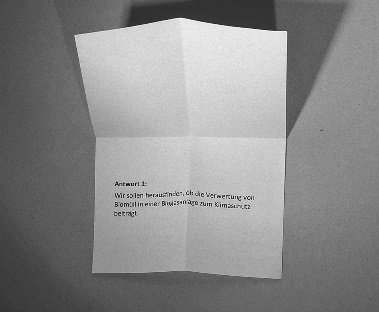 Antwort 1:
Wir sollen herausfinden, ob die Verwertung von
Biomüll in einer Biogasanlage zum Klimaschutz
beiträgt.